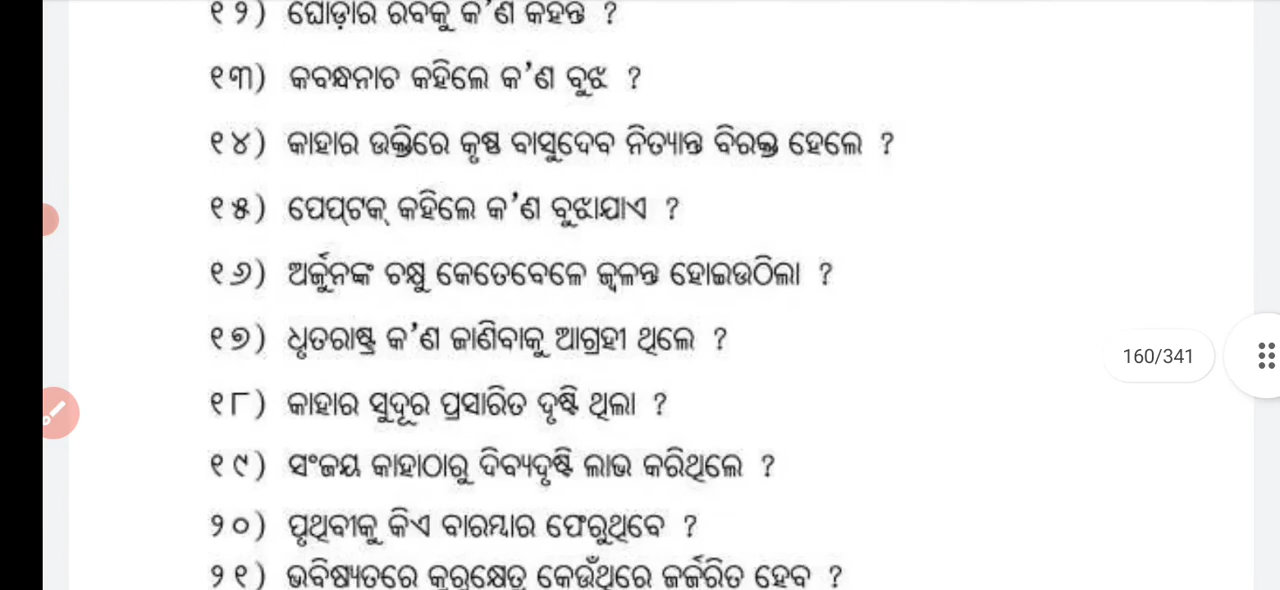 ୧୨) ଘୋଡ଼ାର ରବକୁ କ'ଣ କହନ୍ତି ?
୧୩) କବନ୍ଧନାଚ କହିଲେ କ'ଣ ବୁଝ ?
୧୪) କାହାର ଉକ୍ତିରେ କୃଷ୍ଣ ବାସୁଦେବ ନିତ୍ୟାନ୍ତ ବିରକ୍ତ ହେଲେ ?
୧୫) ପେପ୍‌ଟକ୍ କହିଲେ କ'ଣ ବୁଝାଯାଏ ?
୧୬) ଅର୍ଜୁନଙ୍କ ଚକ୍ଷୁ କେତେବେଳେ ଜ୍ୱଳନ୍ତ ହୋଇଉଠିଲା ?
୧୭) ଧୃତରାଷ୍ଟ୍ର କ'ଣ ଜାଣିବାକୁ ଆଗ୍ରହୀ ଥିଲେ ?
160/341
୧୮) କାହାର ସୁଦୂର ପ୍ରସାରିତ ଦୃଷ୍ଟି ଥିଲା ?
୧୯) ସଂଜୟ କାହାଠାରୁ ଦିବ୍ୟଦୃଷ୍ଟି ଲାଭ କରିଥିଲେ ?
୨୦) ପୃଥିବୀକୁ କିଏ ବାରମ୍ବାର ଫେରୁଥିବେ ?
୨୧) ଭବିଷ୍ୟତରେ କୁରୁକ୍ଷେତ୍ର କେଉଁଥିରେ ଜର୍ଜରିତ ହେବ ?